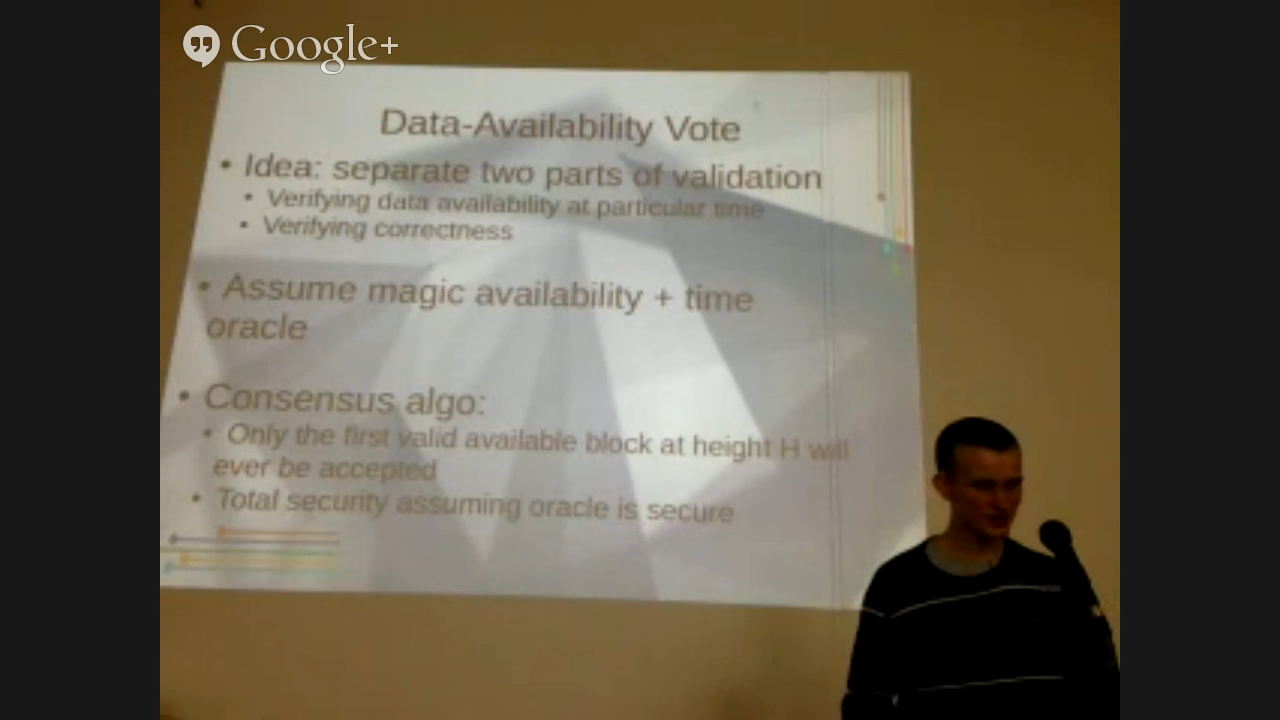 Google+
Data-Availability Vote
• Idea: separate two parts of validation
• Verifying data availability at particular time
• Verifying correctness
• Assume magic availability + time
oracle
• Consensus algo:
• Only the first valid available block at height H will
ever be accepted
• Total security assuming oracle is secure